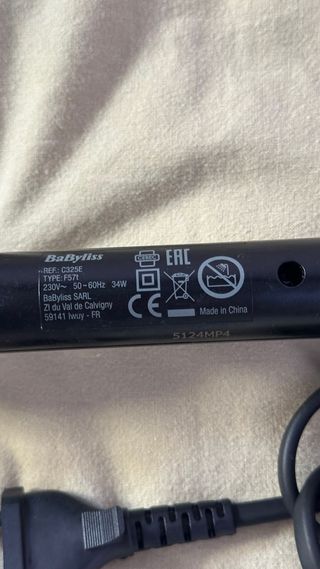 BaByliss
REF.: C325E
TYPE: F57t
230V~ 50-60Hz 34W
BaByliss SARL
ZI du Val de Calvigny
59141 Iwuy - FR
EAC
CE
Made in China
5124MP4